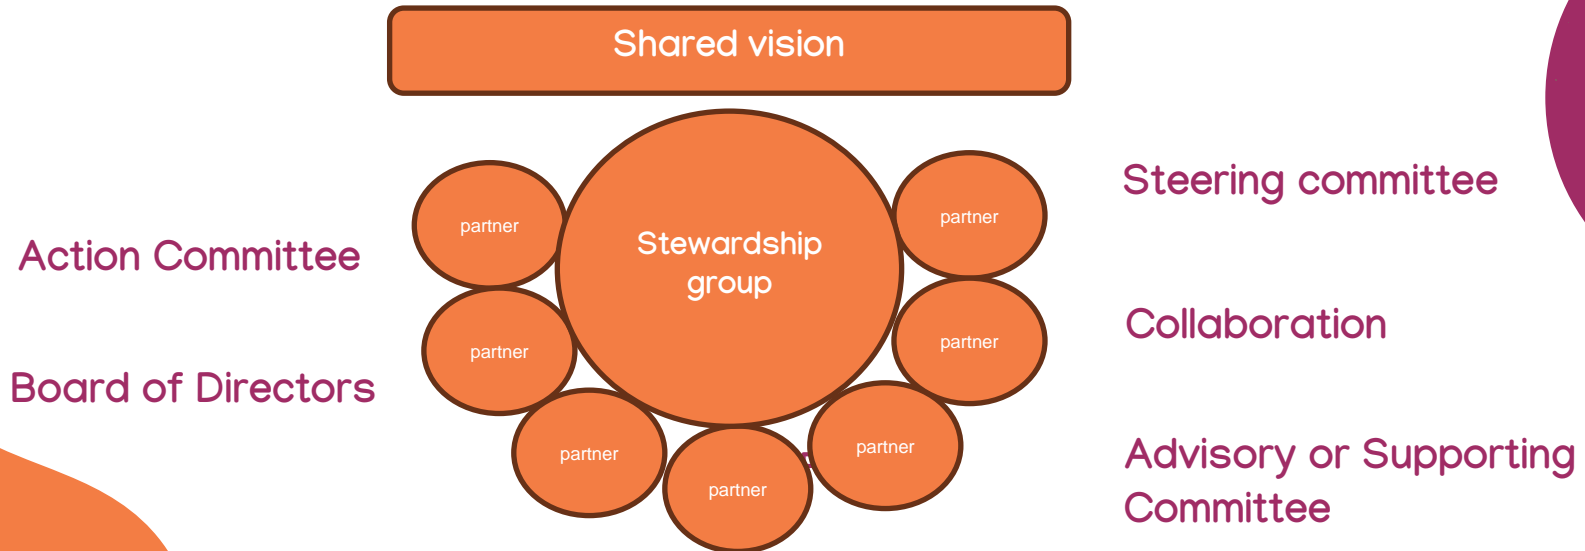 Shared vision
Steering committee
partner
partner
Stewardship
group
Action Committee
Collaboration
partner
partner
Board of Directors
partner
partner
partner
Advisory or Supporting
Committee